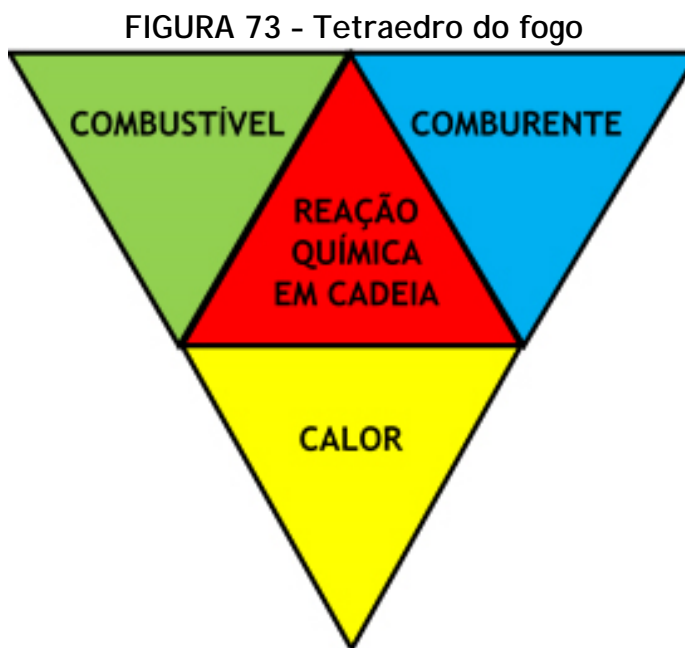 FIGURA 73 - Tetraedro do fogo
COMBUSTÍVEL
COMBURENTE
REAÇÃO
QUÍMICA
EM CADEIA
CALOR